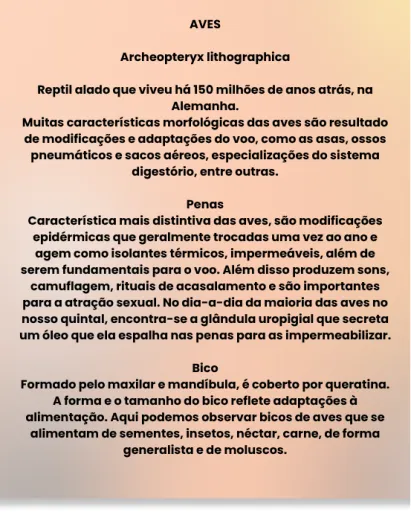 AVES
Archeopteryx lithographica
Reptil alado que viveu há 150 milhões de anos atrás, na
Alemanha.
Muitas características morfológicas das aves são resultado
de modificações e adaptações do voo, como as asas, ossos
pneumáticos e sacos aéreos, especializações do sistema
digestório, entre outras.
Penas
Característica mais distintiva das aves, são modificações
epidérmicas que geralmente trocadas uma vez ao ano e
agem como isolantes térmicos, impermeáveis, além de
serem fundamentais para o voo. Além disso produzem sons,
camuflagem, rituais de acasalamento e são importantes
para a atração sexual. No dia-a-dia da maioria das aves no
nosso quintal, encontra-se a glândula uropigial que secreta
um óleo que ela espalha nas penas para as impermeabilizar.
Bico
Formado pelo maxilar e mandíbula, é coberto por queratina.
A forma e o tamanho do bico reflete adaptações à
alimentação. Aqui podemos observar bicos de aves que se
alimentam de sementes, insetos, néctar, carne, de forma
generalista e de moluscos.